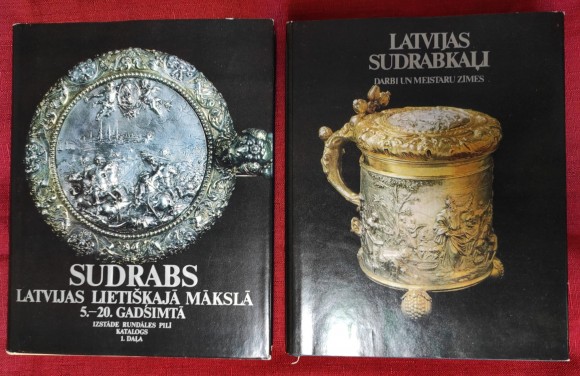 SUDRABS
LATVIJAS LIETIŠĶAJĀ MĀKSLĀ
5.–20. GADSIMTĀ
IZSTĀDE RUNDĀLES PILĪ
KATALOGS
1. DAĻA
LATVIJAS
SUDRABKAĻI
DARBI UN MEISTARU ZĪMES